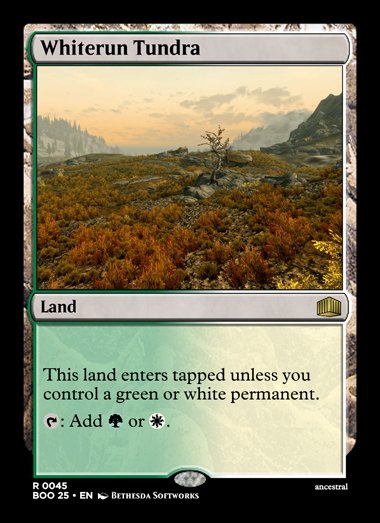 Whiterun Tundra
Land
This land enters tapped unless you
control a green or white permanent.
: Add or .
R 0045
BOO 25 • EN Bethesda Softworks
ancestral